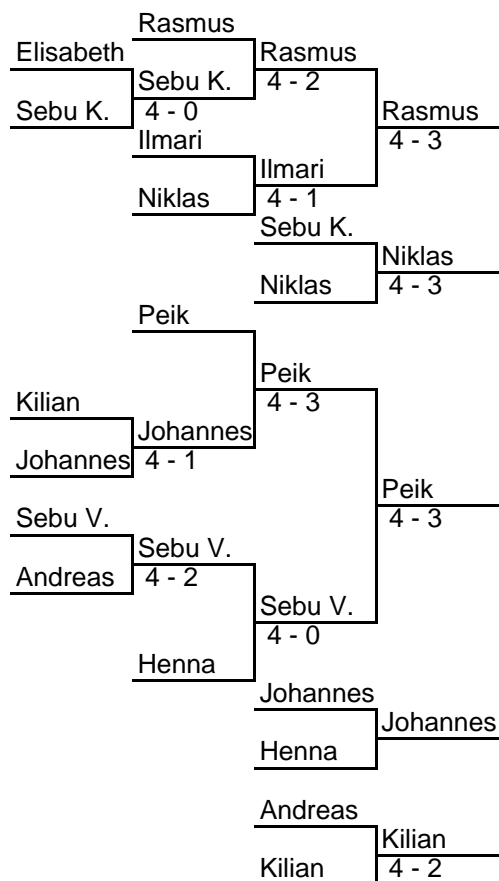 Rasmus
Elisabeth Rasmus
Sebu K. 4 - 2
Sebu K. 4 - 0 Rasmus
Ilmari 4 - 3
Ilmari
Niklas 4 - 1
Sebu K.
Niklas
Niklas 4 - 3
Peik
Peik
Kilian 4 - 3
Johannes
Johannes 4 - 1
Peik
Sebu V. 4 - 3
Sebu V.
Andreas 4 - 2
Sebu V.
4 - 0
Henna
Johannes
Johannes
Henna
Andreas
Kilian
Kilian 4 - 2